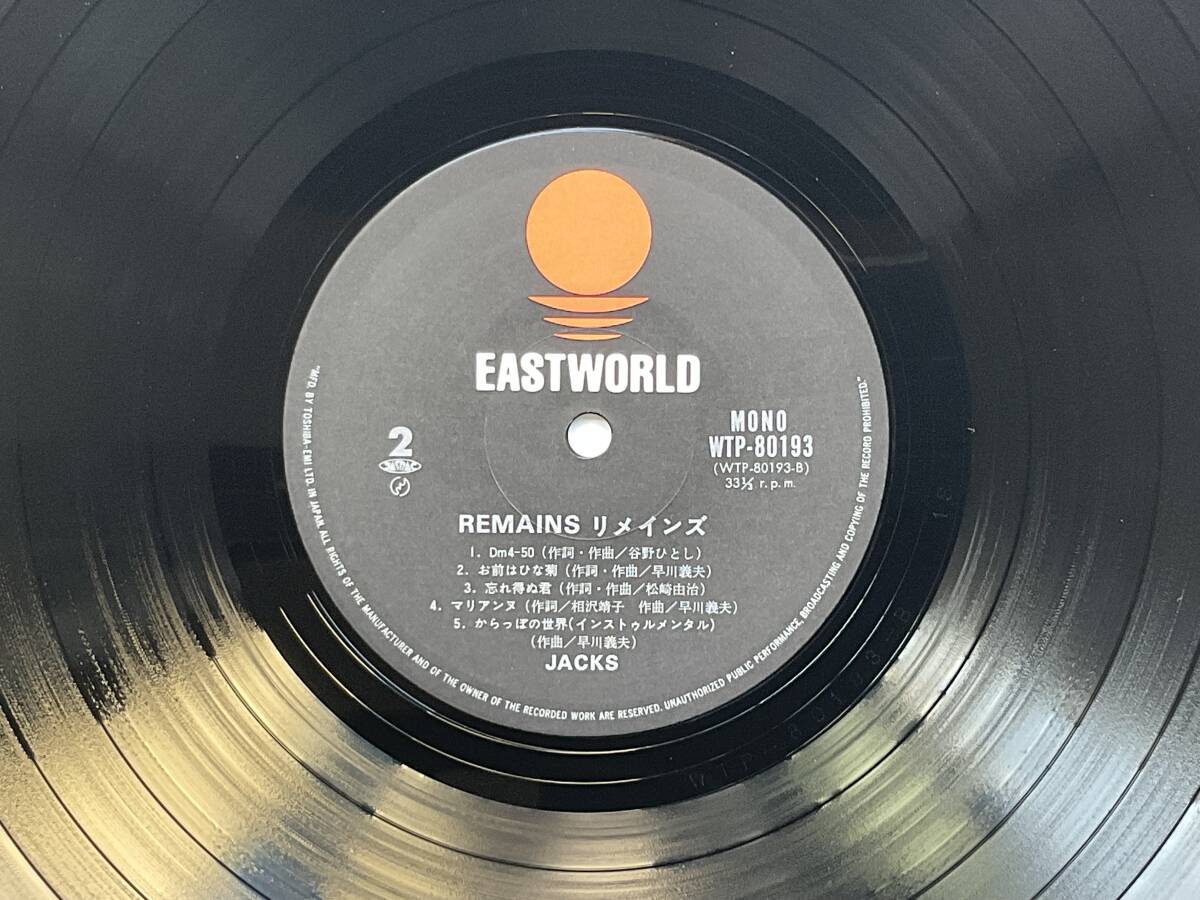 EASTWORLD
2
JASRAC
MONO
WTP-80193
(WTP-80193-B)
33⅓ r.p.m.
REMAINS リメインズ
1. Dm4-50 (作詞・作曲/谷野ひとし)
2. お前はひな菊 (作詞・作曲/早川義夫)
3. 忘れ得ぬ君 (作詞・作曲/松崎由治)
4. マリアンヌ (作詞/相沢靖子 作曲/早川義夫)
5. からっぽの世界(インストゥルメンタル)
(作曲/早川義夫)
JACKS
"MFD. BY TOSHIBA-EMI LTD. IN JAPAN. ALL RIGHTS OF THE MANUFACTURER AND OF THE OWNER OF THE RECORDED WORK ARE RESERVED. UNAUTHORIZED PUBLIC PERFORMANCE, BROADCASTING AND COPYING OF THE RECORD PROHIBITED."
WTP-80193-B